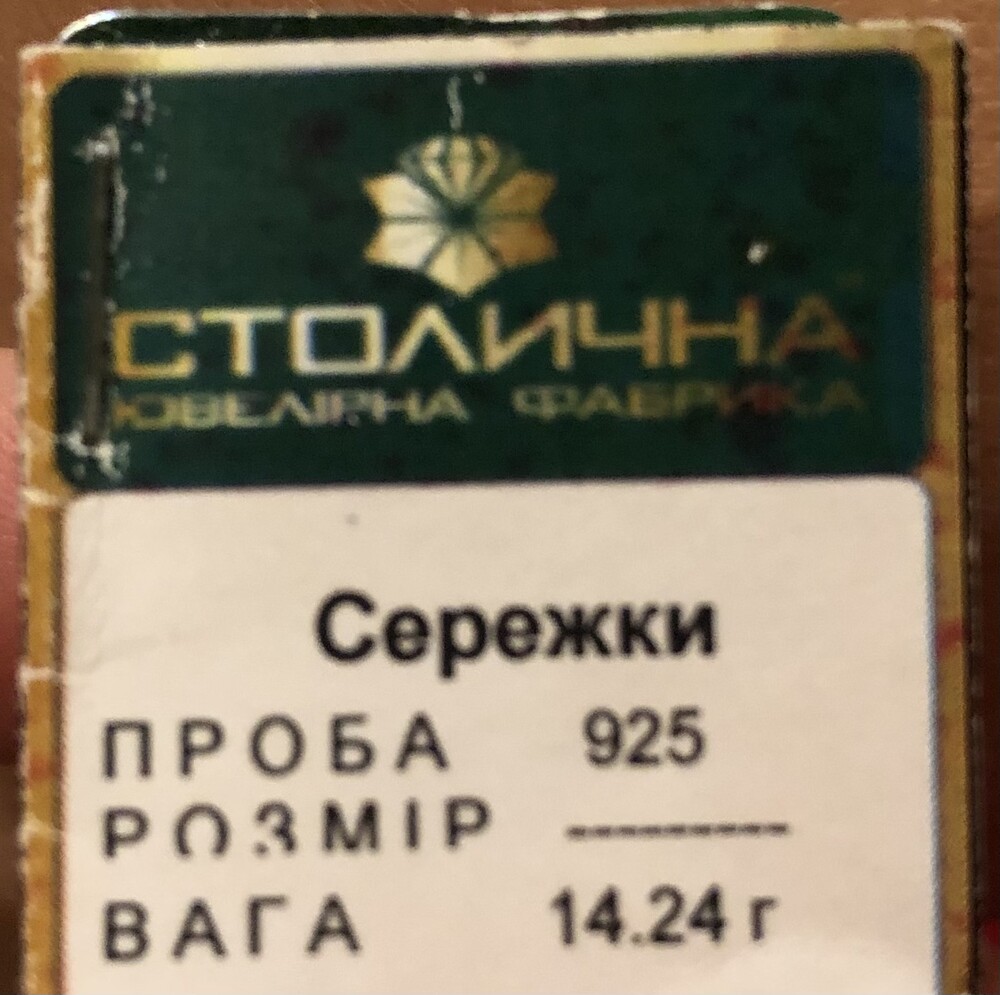 СТОЛИЧНА
ЮВЕЛІРНА ФАБРИКА
Сережки
ПРОБА 925
РОЗМІР ----------
ВАГА 14.24 г